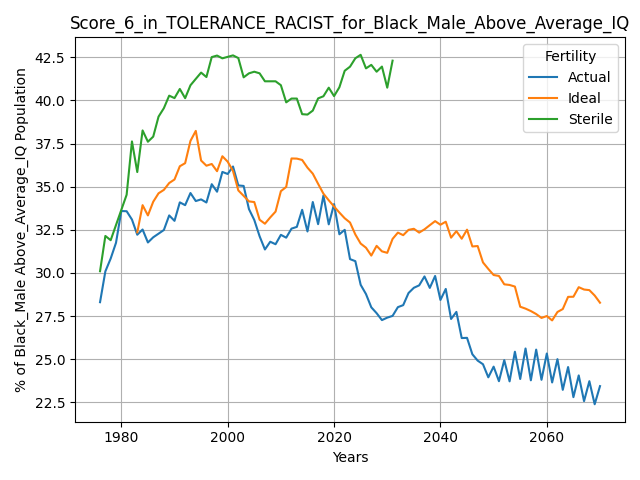 Score_6_in_TOLERANCE_RACIST_for_Black_Male_Above_Average_IQ
% of Black_Male Above_Average_IQ Population
42.5
40.0
37.5
35.0
32.5
30.0
27.5
25.0
22.5
Fertility
Actual
Ideal
Sterile
1980
2000
2020
2040
2060
Years